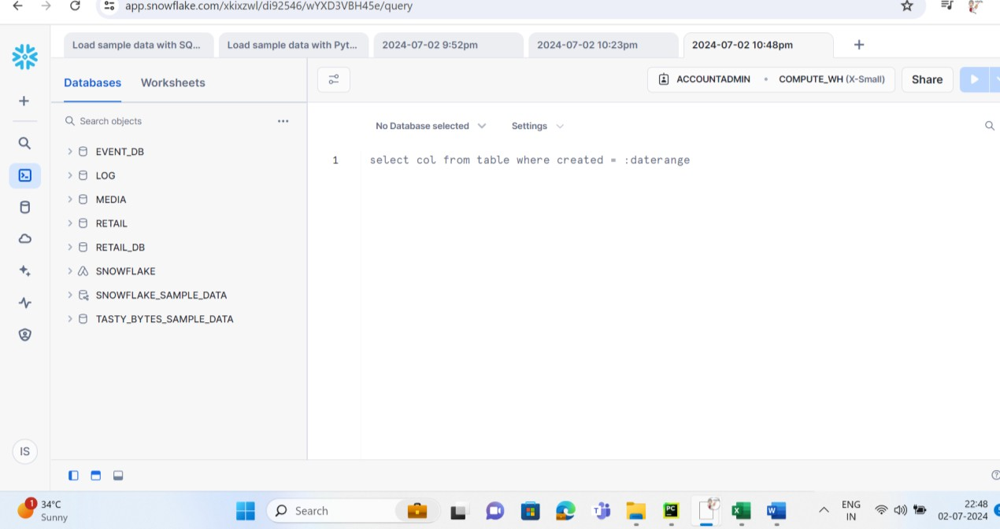 app.snowflake.com/xkixzwl/di92546/wYXD3VBH45e/query
Load sample data with SQ... Load sample data with Pyt... 2024-07-02 9:52pm 2024-07-02 10:23pm 2024-07-02 10:48pm
Databases Worksheets
ACCOUNTADMIN • COMPUTE_WH (X-Small) Share
Search objects
No Database selected Settings
1 select col from table where created = :daterange
EVENT_DB
LOG
MEDIA
RETAIL
RETAIL_DB
SNOWFLAKE
SNOWFLAKE_SAMPLE_DATA
TASTY_BYTES_SAMPLE_DATA
IS
1 34°C
Sunny
Search
PC
ENG
IN
22:48
02-07-2024